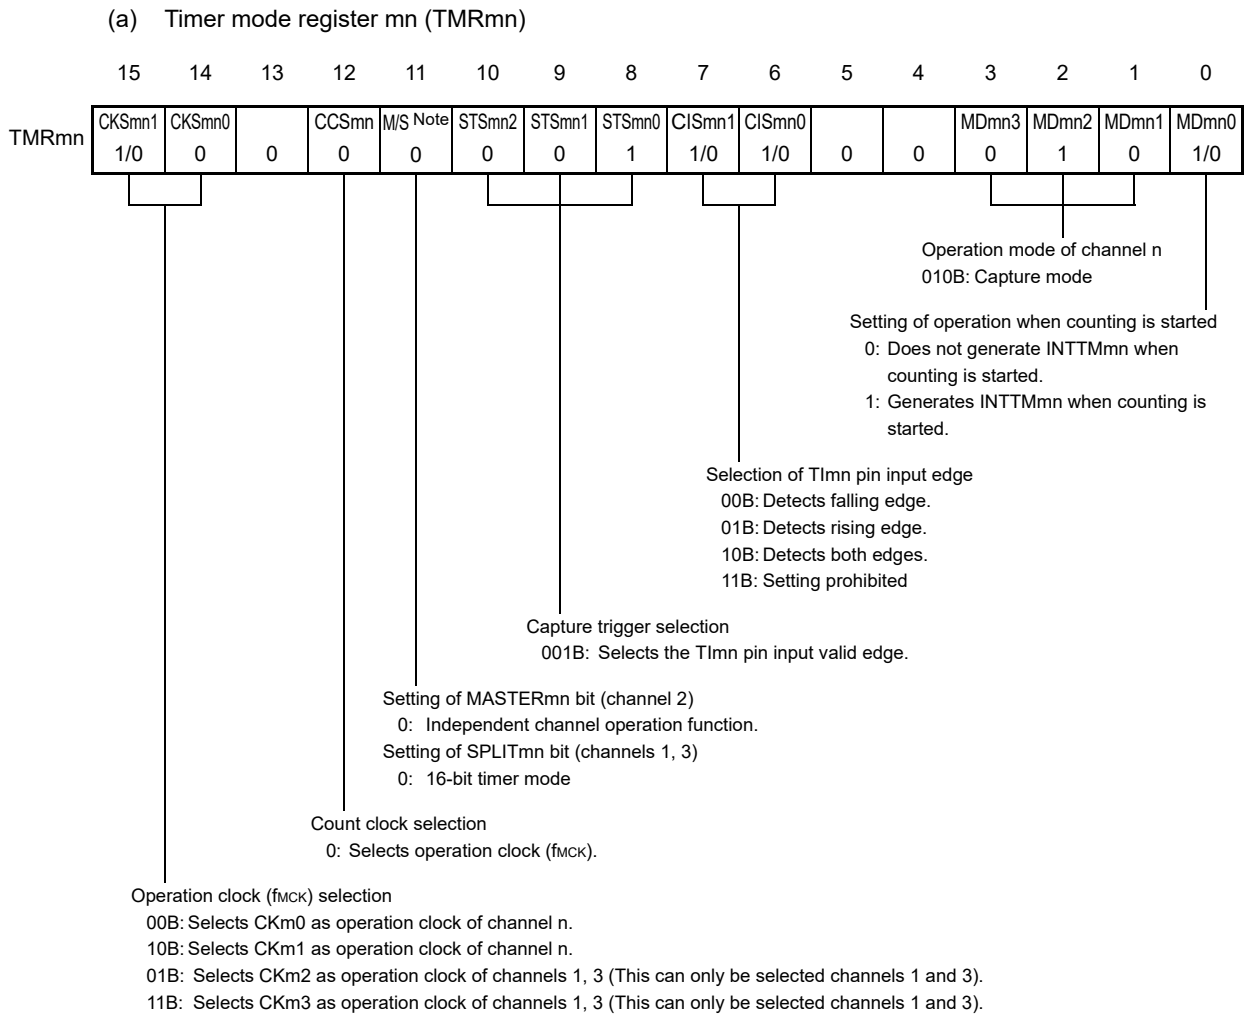 (a) Timer mode register mn (TMRmn)
15 14 13 12 11 10 9 8 7 6 5 4 3 2 1 0
TMRmn CKSmn1 CKSmn0 CCSmn M/S Note STSmn2 STSmn1 STSmn0 CISmn1 CISmn0 MDmn3 MDmn2 MDmn1 MDmn0
1/0 0 0 0 0 0 0 1 1/0 1/0 0 0 0 1 0 1/0
Operation mode of channel n
010B: Capture mode
Setting of operation when counting is started
0: Does not generate INTTMmn when
counting is started.
1: Generates INTTMmn when counting is
started.
Selection of TImn pin input edge
00B: Detects falling edge.
01B: Detects rising edge.
10B: Detects both edges.
11B: Setting prohibited
Capture trigger selection
001B: Selects the TImn pin input valid edge.
Setting of MASTERmn bit (channel 2)
0: Independent channel operation function.
Setting of SPLITmn bit (channels 1, 3)
0: 16-bit timer mode
Count clock selection
0: Selects operation clock (fMCK).
Operation clock (fMCK) selection
00B: Selects CKm0 as operation clock of channel n.
10B: Selects CKm1 as operation clock of channel n.
01B: Selects CKm2 as operation clock of channels 1, 3 (This can only be selected channels 1 and 3).
11B: Selects CKm3 as operation clock of channels 1, 3 (This can only be selected channels 1 and 3).